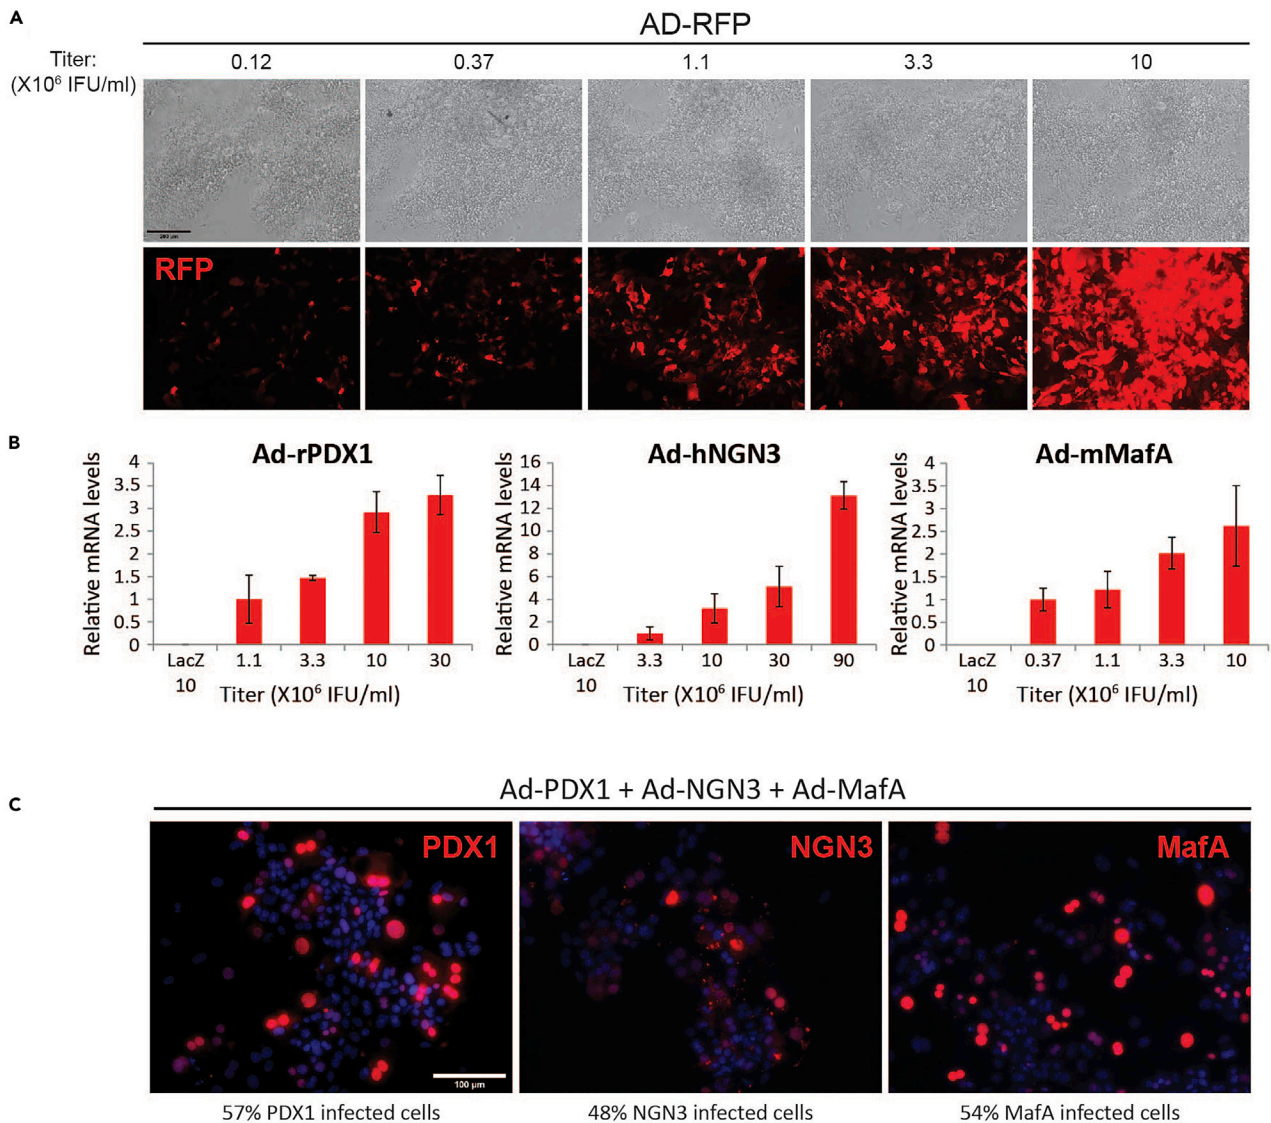 A
AD-RFP
Titer:
(X10⁶ IFU/ml)
0.12 0.37 1.1 3.3 10
200 µm
RFP
B
Ad-rPDX1
Relative mRNA levels
4
3.5
3
2.5
2
1.5
1
0.5
0
LacZ 1.1 3.3 10 30
10
Titer (X10⁶ IFU/ml)
Ad-hNGN3
Relative mRNA levels
16
14
12
10
8
6
4
2
0
LacZ 3.3 10 30 90
10
Titer (X10⁶ IFU/ml)
Ad-mMafA
Relative mRNA levels
4
3.5
3
2.5
2
1.5
1
0.5
0
LacZ 0.37 1.1 3.3 10
10
Titer (X10⁶ IFU/ml)
C
Ad-PDX1 + Ad-NGN3 + Ad-MafA
PDX1
100 µm
NGN3
MafA
57% PDX1 infected cells
48% NGN3 infected cells
54% MafA infected cells